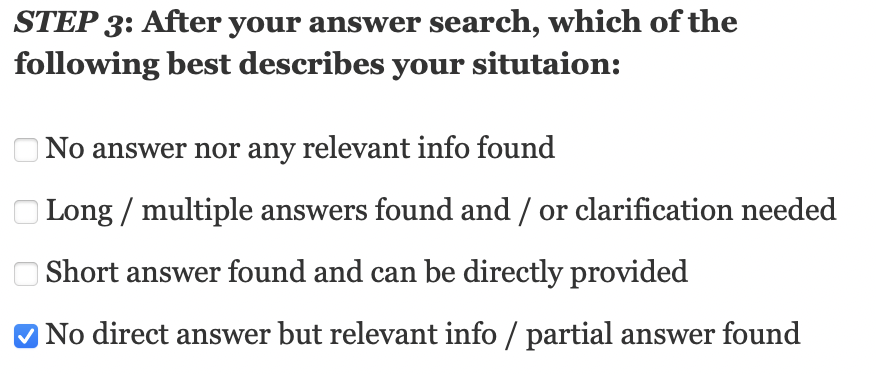 STEP 3: After your answer search, which of the
following best describes your situtaion:
No answer nor any relevant info found
Long / multiple answers found and / or clarification needed
Short answer found and can be directly provided
No direct answer but relevant info / partial answer found